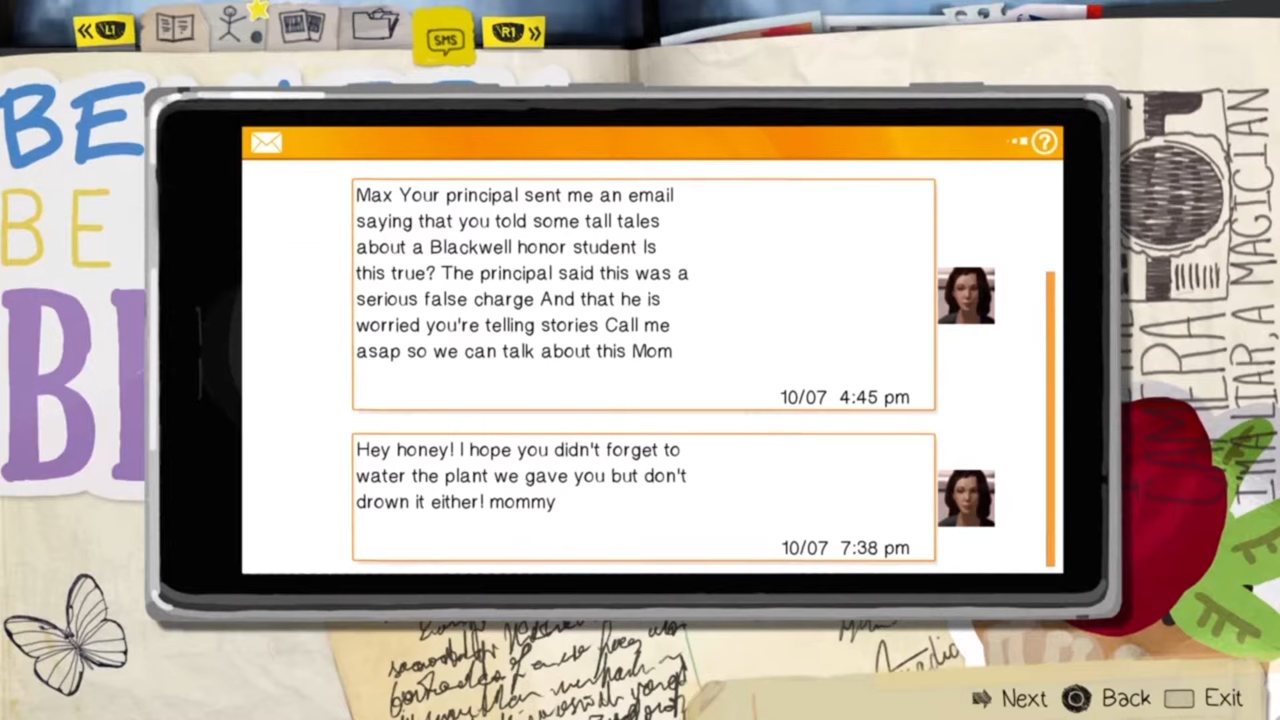 L1
SMS
R1
BE
BE
Max Your principal sent me an email
saying that you told some tall tales
about a Blackwell honor student Is
this true? The principal said this was a
serious false charge And that he is
worried you're telling stories Call me
asap so we can talk about this Mom
10/07 4:45 pm
Hey honey! I hope you didn't forget to
water the plant we gave you but don't
drown it either! mommy
10/07 7:38 pm
LIAR, A MAGICIAN
Next Back Exit